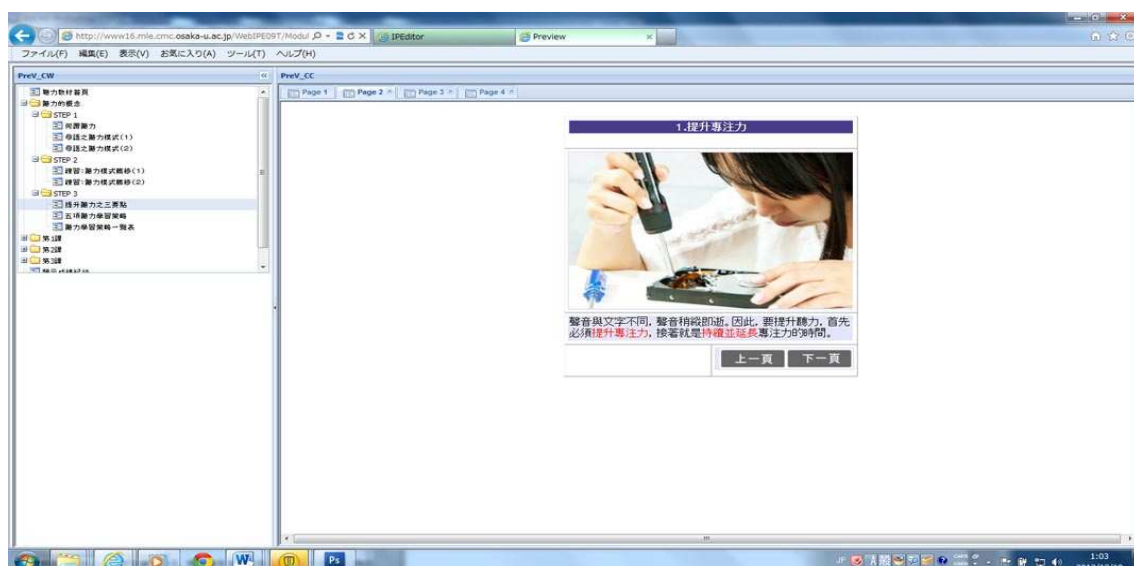 http://www16.mle.cmc.osaka-u.ac.jp/WebIPE09T/Modul
IPEditor
Preview
ファイル(F) 編集(E) 表示(V) お気に入り(A) ツール(T) ヘルプ(H)
PreV_CW
PreV_CC
Page 1
Page 2
Page 3
Page 4
聽力教材首頁
聽力的概念
STEP 1
何謂聽力
母語之聽力模式(1)
母語之聽力模式(2)
STEP 2
練習:聽力模式轉移(1)
練習:聽力模式轉移(2)
STEP 3
提升聽力之三要點
五項聽力學習策略
聽力學習策略一覽表
第1課
第2課
第3課
1.提升專注力
聲音與文字不同, 聲音稍縱即逝。因此, 要提升聽力, 首先
必須提升專注力, 接著就是持續並延長專注力的時間。
上一頁
下一頁
JP
1:03